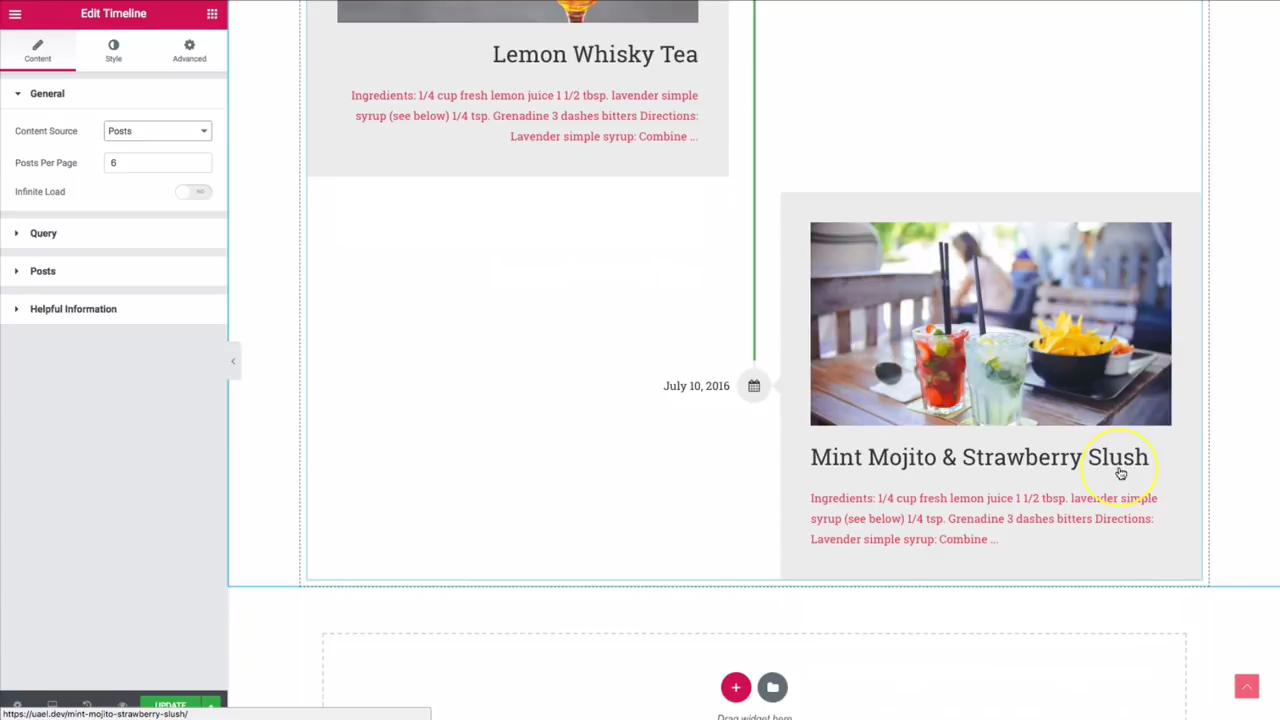 Edit Timeline
Content
Style
Advanced
General
Content Source
Posts
Posts Per Page
6
Infinite Load
NO
Query
Posts
Helpful Information
UPDATE
https://uael.dev/mint-mojito-strawberry-slush/
Lemon Whisky Tea
Ingredients: 1/4 cup fresh lemon juice 1 1/2 tbsp. lavender simple
syrup (see below) 1/4 tsp. Grenadine 3 dashes bitters Directions:
Lavender simple syrup: Combine ...
July 10, 2016
Mint Mojito & Strawberry Slush
Ingredients: 1/4 cup fresh lemon juice 1 1/2 tbsp. lavender simple
syrup (see below) 1/4 tsp. Grenadine 3 dashes bitters Directions:
Lavender simple syrup: Combine ...
Drag widget here